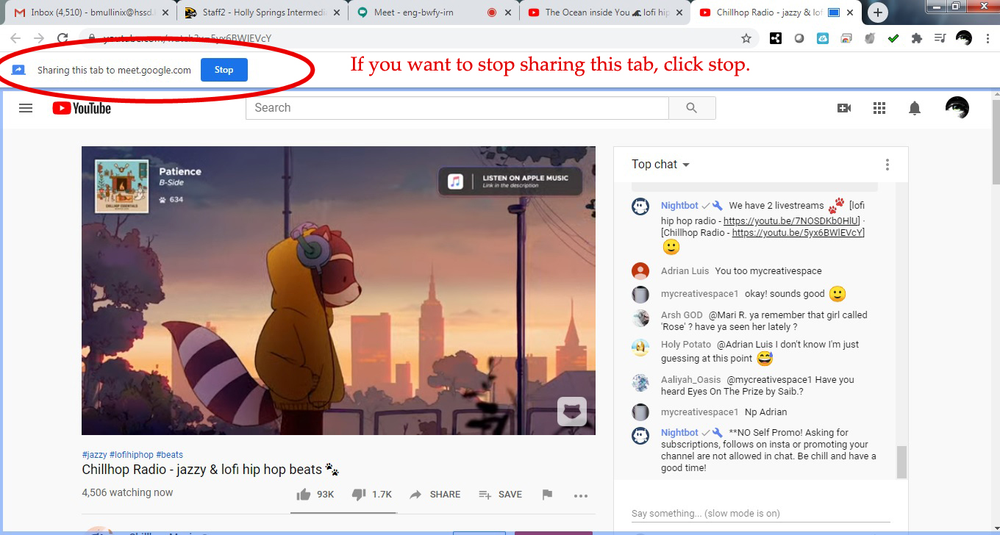 Inbox (4,510) - bmullinix@hssd.
Staff2 - Holly Springs Intermedi
Meet - eng-bwfy-irn
The Ocean inside You 🌊 lofi hip
Chillhop Radio - jazzy & lof
youtube.com/watch?v=5yx6BWlEVcY
Sharing this tab to meet.google.com
Stop
If you want to stop sharing this tab, click stop.
YouTube
Search
Patience
B-Side
634
CHILLHOP ESSENTIALS
LISTEN ON APPLE MUSIC
Link in the description
#jazzy #lofihiphop #beats
Chillhop Radio - jazzy & lofi hip hop beats 🐾
4,506 watching now
93K
1.7K
SHARE
SAVE
Top chat
Nightbot We have 2 livestreams 🐾 [lofi
hip hop radio - https://youtu.be/7NOSDKb0HlU] ·
[Chillhop Radio - https://youtu.be/5yx6BWlEVcY]
🙂
Adrian Luis You too mycreativespace
mycreativespace1 okay! sounds good 🙂
Arsh GOD @Mari R. ya remember that girl called
'Rose' ? have ya seen her lately ?
Holy Potato @Adrian Luis I don't know I'm just
guessing at this point 😅
Aaliyah_Oasis @mycreativespace1 Have you
heard Eyes On The Prize by Saib.?
mycreativespace1 Np Adrian
Nightbot **NO Self Promo! Asking for
subscriptions, follows on insta or promoting your
channel are not allowed in chat. Be chill and have a
good time!
Say something... (slow mode is on)